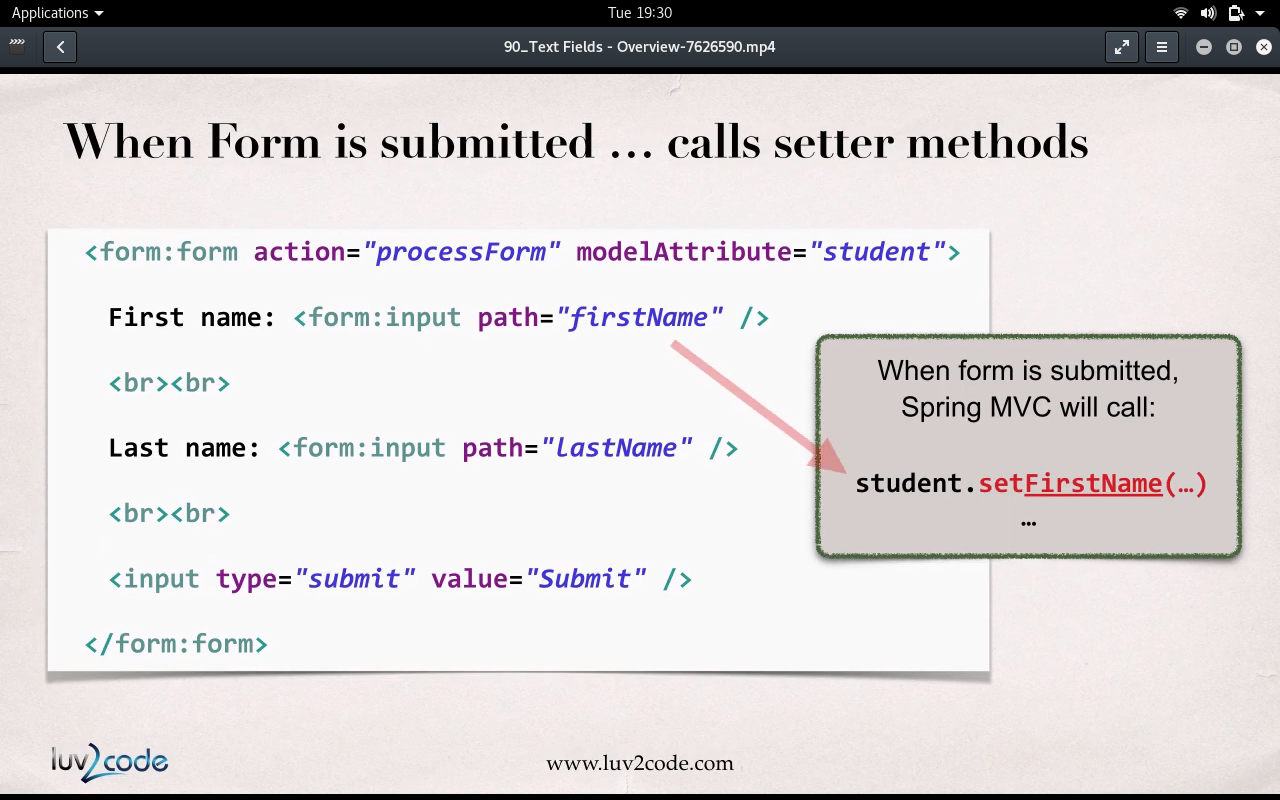 Applications
Tue 19:30
90_Text Fields - Overview-7626590.mp4
When Form is submitted … calls setter methods
<form:form action="processForm" modelAttribute="student">
First name: <form:input path="firstName" />
<br><br>
Last name: <form:input path="lastName" />
<br><br>
<input type="submit" value="Submit" />
</form:form>
When form is submitted,
Spring MVC will call:
student.setFirstName(…)
…
luv2code
www.luv2code.com